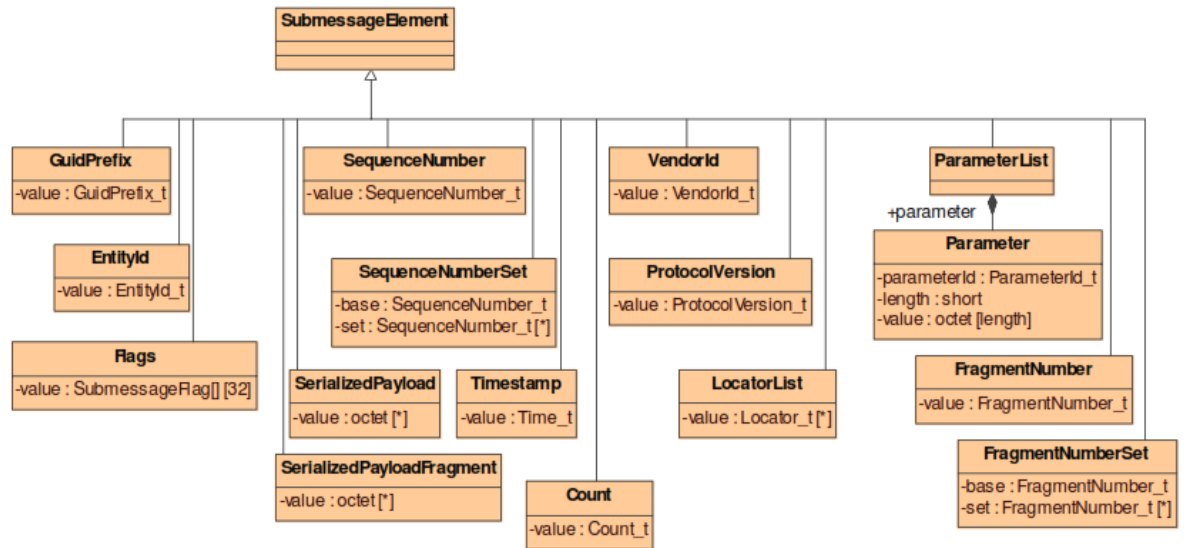 SubmessageElement
GuidPrefix
-value : GuidPrefix_t
SequenceNumber
-value : SequenceNumber_t
VendorId
-value : VendorId_t
ParameterList
+parameter
EntityId
-value : EntityId_t
SequenceNumberSet
-base : SequenceNumber_t
-set : SequenceNumber_t [*]
ProtocolVersion
-value : ProtocolVersion_t
Parameter
-parameterId : ParameterId_t
-length : short
-value : octet [length]
Flags
-value : SubmessageFlag[] [32]
SerializedPayload
-value : octet [*]
Timestamp
-value : Time_t
LocatorList
-value : Locator_t [*]
FragmentNumber
-value : FragmentNumber_t
SerializedPayloadFragment
-value : octet [*]
Count
-value : Count_t
FragmentNumberSet
-base : FragmentNumber_t
-set : FragmentNumber_t [*]